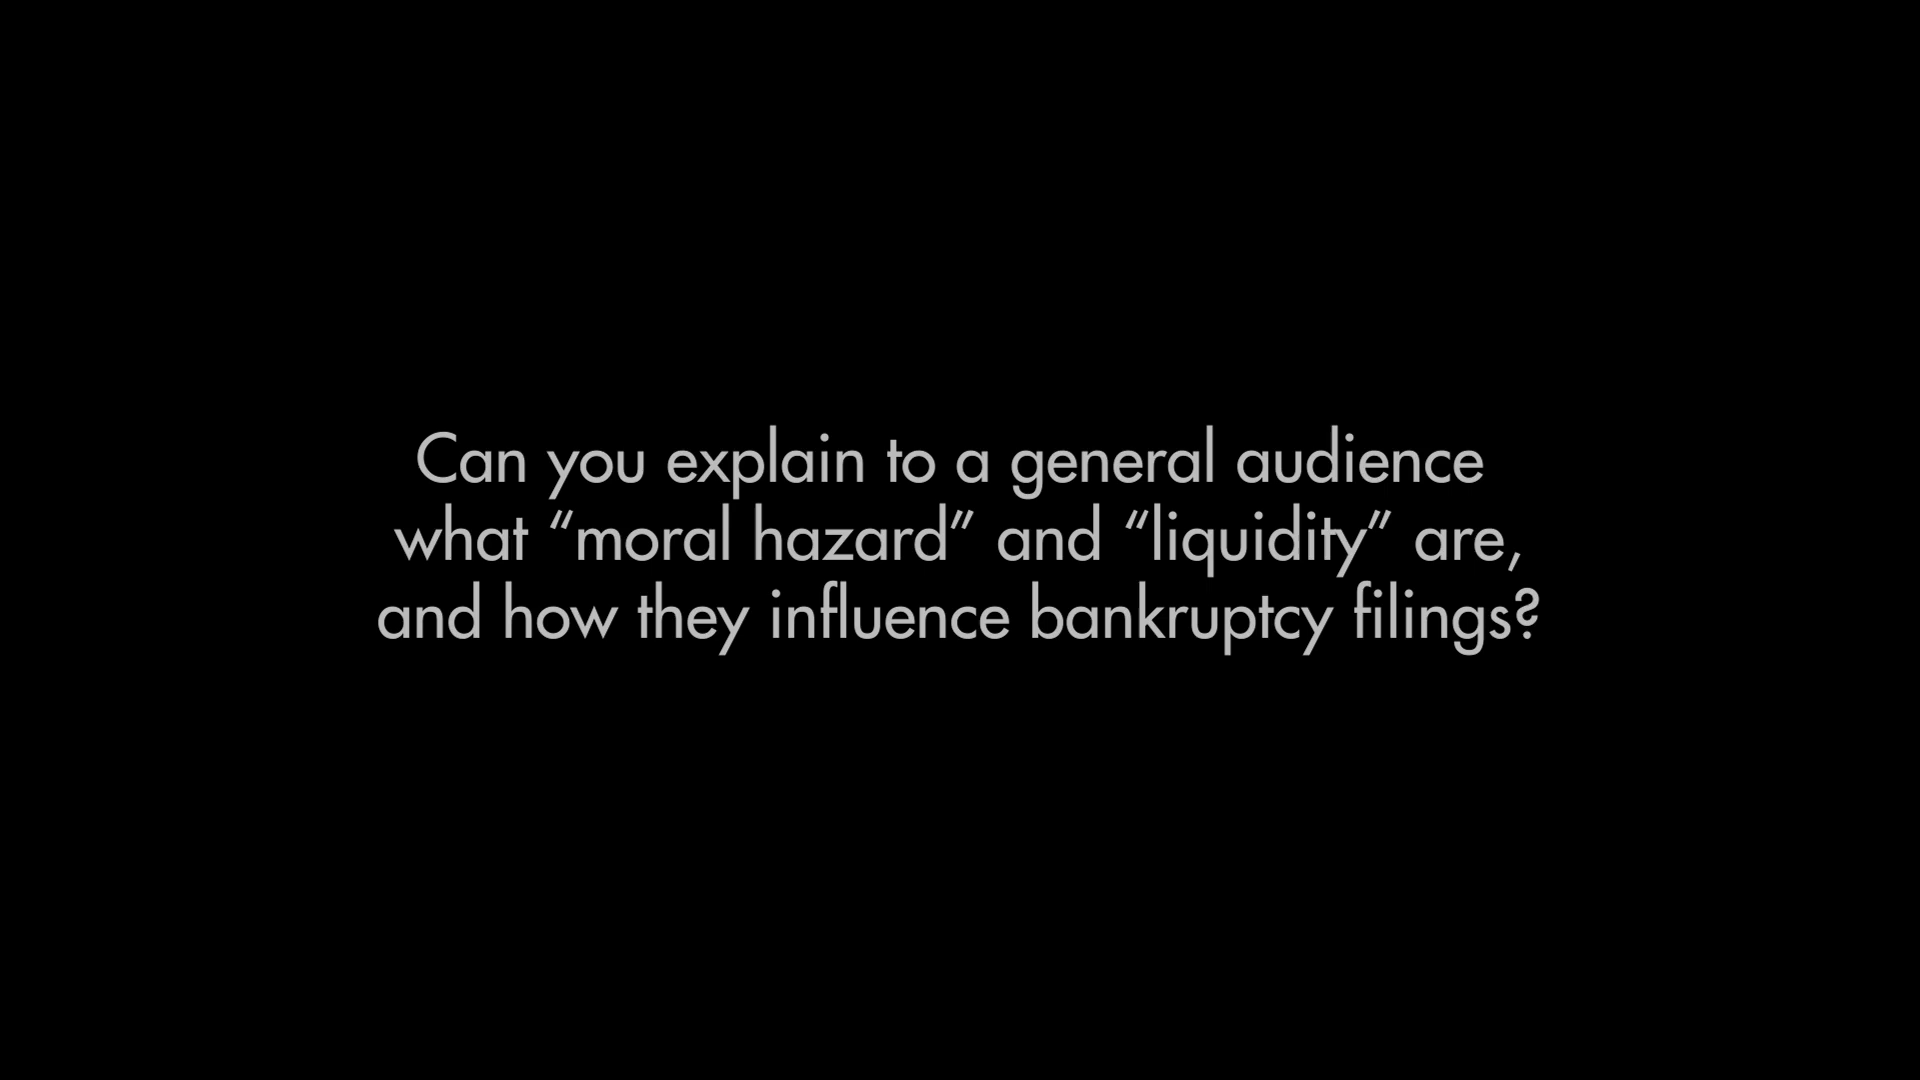 Can you explain to a general audience
what “moral hazard” and “liquidity” are,
and how they influence bankruptcy filings?